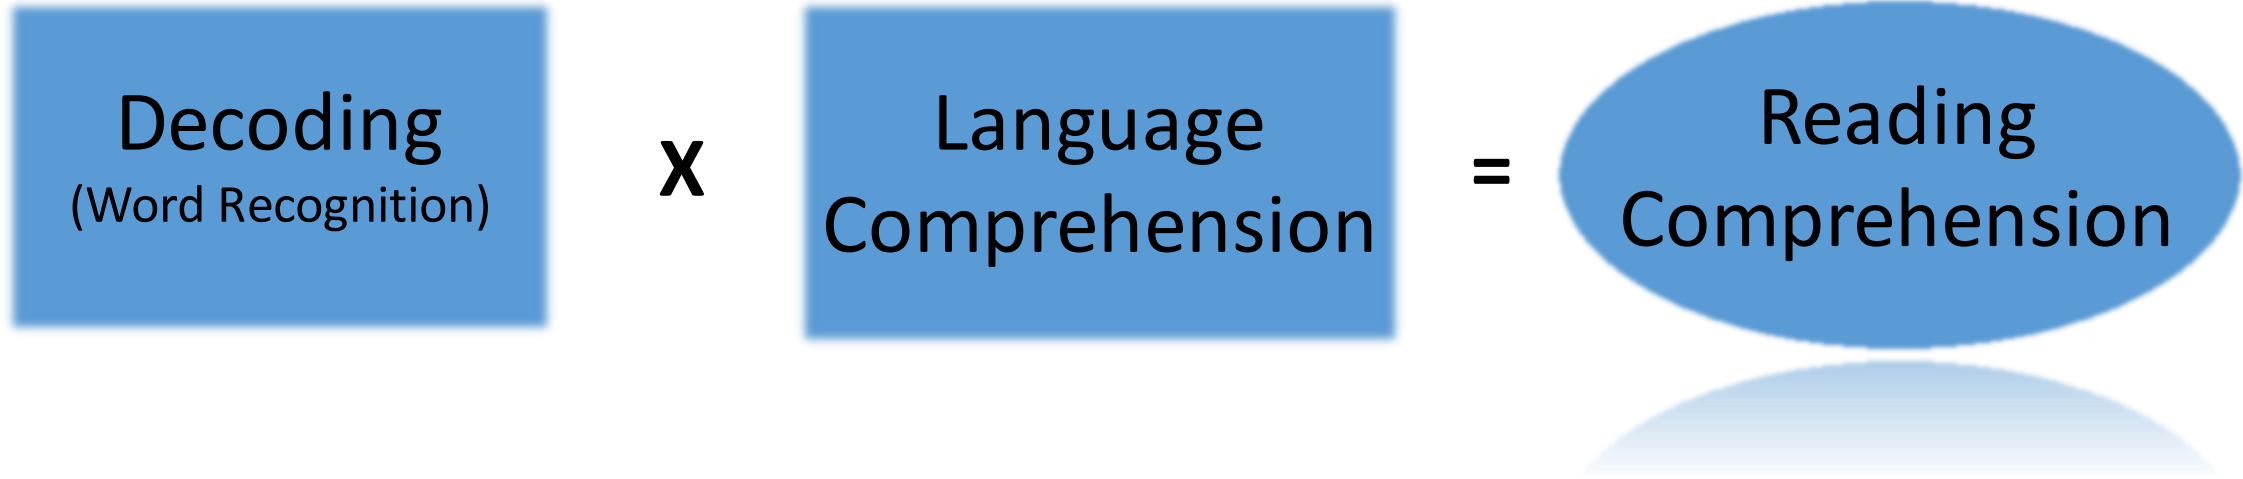 Decoding
(Word Recognition)
X
Language
Comprehension
=
Reading
Comprehension